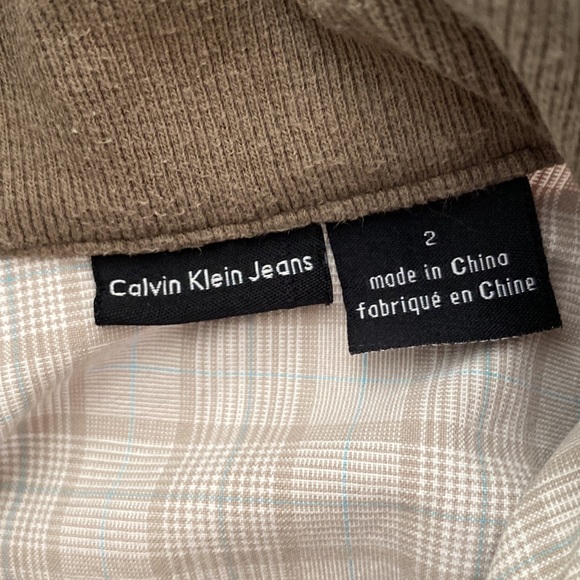 Calvin Klein Jeans
2
made in China
fabriqué en Chine